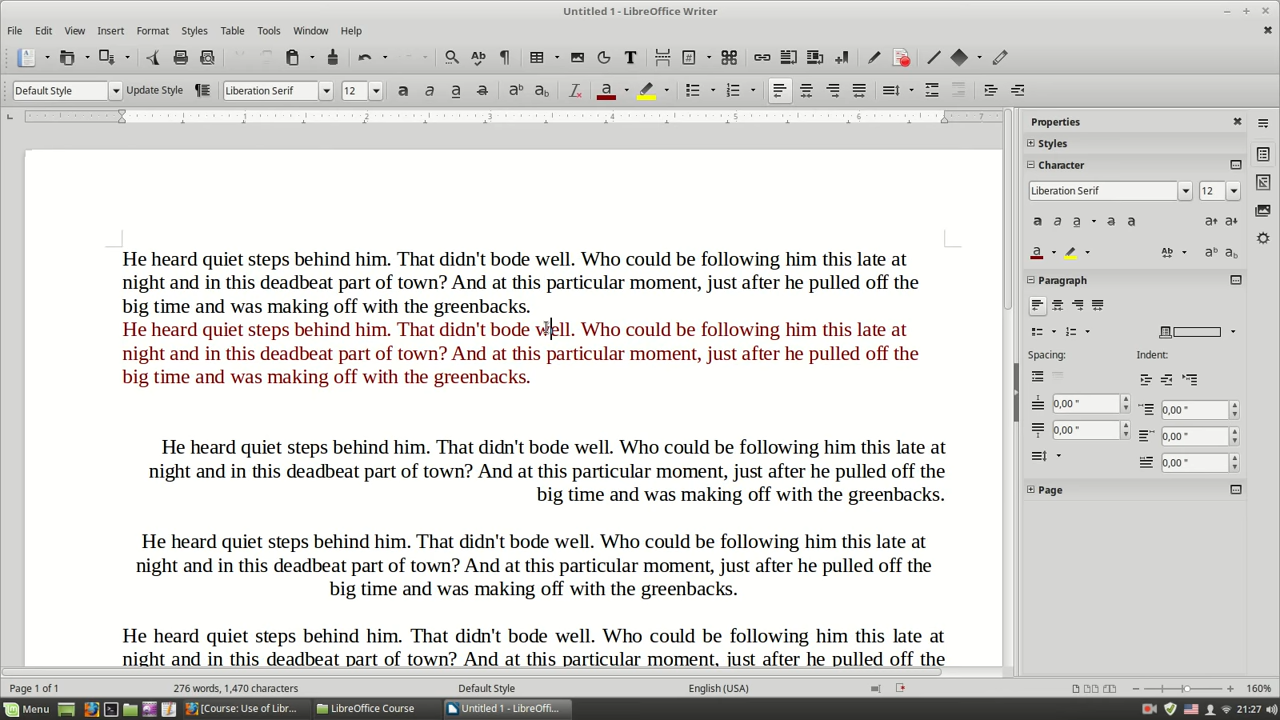 Untitled 1 - LibreOffice Writer
File Edit View Insert Format Styles Table Tools Window Help
Default Style Update Style Liberation Serif 12
1 2 3 4 5 6 7
Properties
Styles
Character
Liberation Serif 12
Paragraph
Spacing: Indent:
0,00 " 0,00 "
0,00 " 0,00 "
0,00 "
Page
He heard quiet steps behind him. That didn't bode well. Who could be following him this late at
night and in this deadbeat part of town? And at this particular moment, just after he pulled off the
big time and was making off with the greenbacks.
He heard quiet steps behind him. That didn't bode well. Who could be following him this late at
night and in this deadbeat part of town? And at this particular moment, just after he pulled off the
big time and was making off with the greenbacks.
He heard quiet steps behind him. That didn't bode well. Who could be following him this late at
night and in this deadbeat part of town? And at this particular moment, just after he pulled off the
big time and was making off with the greenbacks.
He heard quiet steps behind him. That didn't bode well. Who could be following him this late at
night and in this deadbeat part of town? And at this particular moment, just after he pulled off the
big time and was making off with the greenbacks.
He heard quiet steps behind him. That didn't bode well. Who could be following him this late at
night and in this deadbeat part of town? And at this particular moment, just after he pulled off the
Page 1 of 1 276 words, 1,470 characters Default Style English (USA) 160%
Menu [Course: Use of Libr... LibreOffice Course Untitled 1 - LibreOffi... 21:27